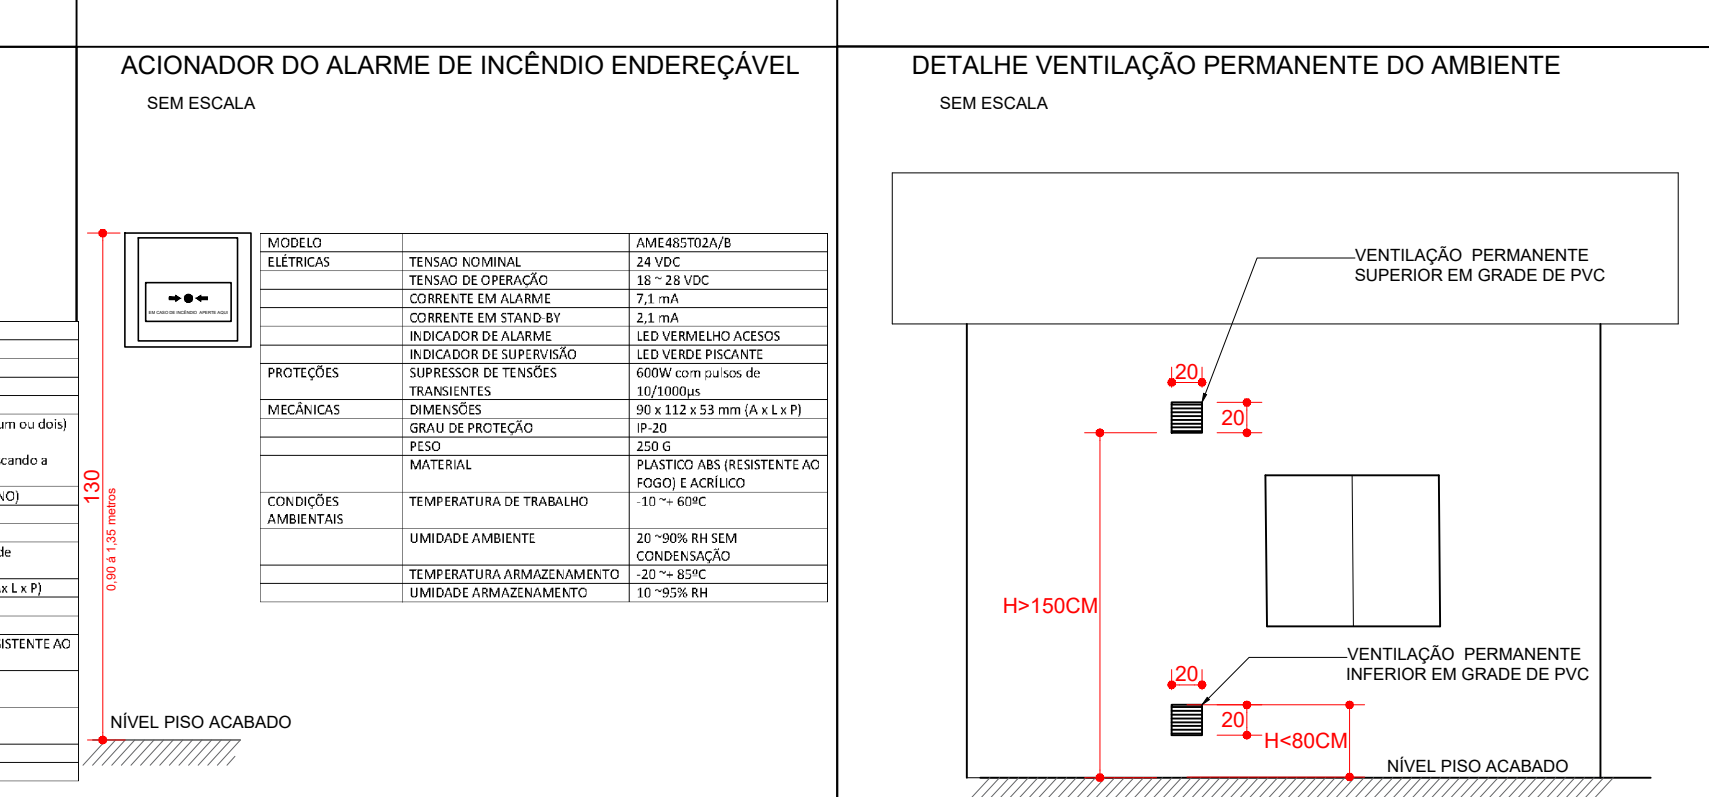 ACIONADOR DO ALARME DE INCÊNDIO ENDEREÇÁVEL
SEM ESCALA
um ou dois)
cando a
NO)
de
x L x P)
ISTENTE AO
130
0,90 á 1,35 metros
EM CASO DE INCÊNDIO APERTE AQUI
NÍVEL PISO ACABADO
MODELO AME485T02A/B
ELÉTRICAS TENSAO NOMINAL 24 VDC
TENSAO DE OPERAÇÃO 18 ~ 28 VDC
CORRENTE EM ALARME 7,1 mA
CORRENTE EM STAND-BY 2,1 mA
INDICADOR DE ALARME LED VERMELHO ACESOS
INDICADOR DE SUPERVISÃO LED VERDE PISCANTE
PROTEÇÕES SUPRESSOR DE TENSÕES 600W com pulsos de
TRANSIENTES 10/1000µs
MECÂNICAS DIMENSÕES 90 x 112 x 53 mm (A x L x P)
GRAU DE PROTEÇÃO IP-20
PESO 250 G
MATERIAL PLASTICO ABS (RESISTENTE AO
FOGO) E ACRÍLICO
CONDIÇÕES TEMPERATURA DE TRABALHO -10 ~+ 60ºC
AMBIENTAIS
UMIDADE AMBIENTE 20 ~90% RH SEM
CONDENSAÇÃO
TEMPERATURA ARMAZENAMENTO -20 ~+ 85ºC
UMIDADE ARMAZENAMENTO 10 ~95% RH
DETALHE VENTILAÇÃO PERMANENTE DO AMBIENTE
SEM ESCALA
VENTILAÇÃO PERMANENTE
SUPERIOR EM GRADE DE PVC
20
20
H>150CM
VENTILAÇÃO PERMANENTE
INFERIOR EM GRADE DE PVC
20
20
H<80CM
NÍVEL PISO ACABADO